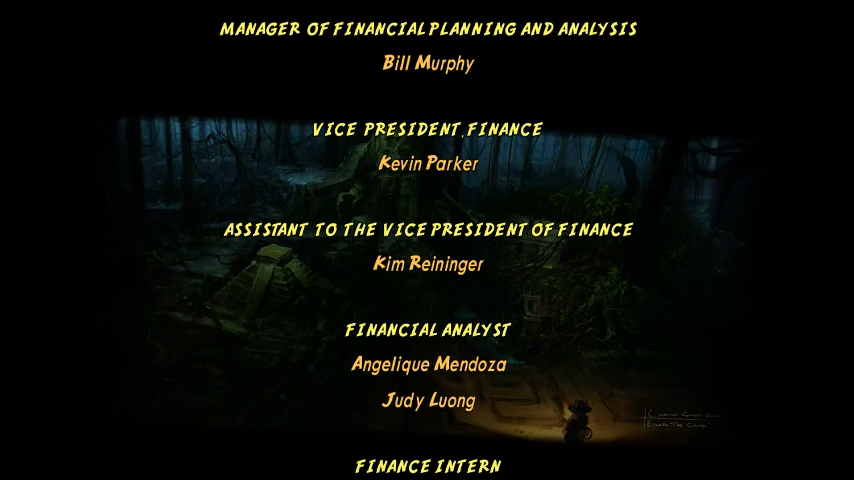 MANAGER OF FINANCIAL PLANNING AND ANALYSIS
Bill Murphy
VICE PRESIDENT, FINANCE
Kevin Parker
ASSISTANT TO THE VICE PRESIDENT OF FINANCE
Kim Reininger
FINANCIAL ANALYST
Angelique Mendoza
Judy Luong
FINANCE INTERN